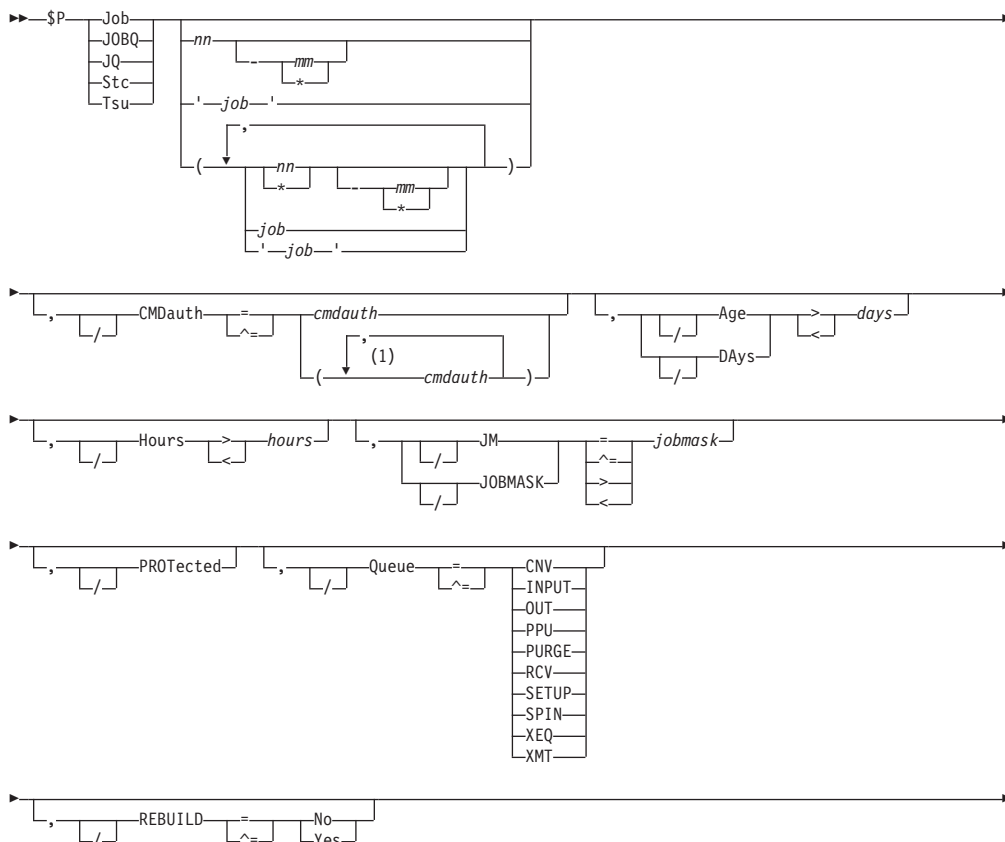 $P Job
JOBQ
JQ
Stc
Tsu
nn
- mm
*
' job '
,
( nn - mm )
* *
job
' job '
, / CMDauth = cmdauth
^=
,
(1)
( cmdauth )
, / Age > days
<
/ DAys
, / Hours > hours
<
, / JM = jobmask
^=
/ JOBMASK >
<
, / PROTected
, / Queue = CNV
^= INPUT
OUT
PPU
PURGE
RCV
SETUP
SPIN
XEQ
XMT
, / REBUILD = No
^= Yes